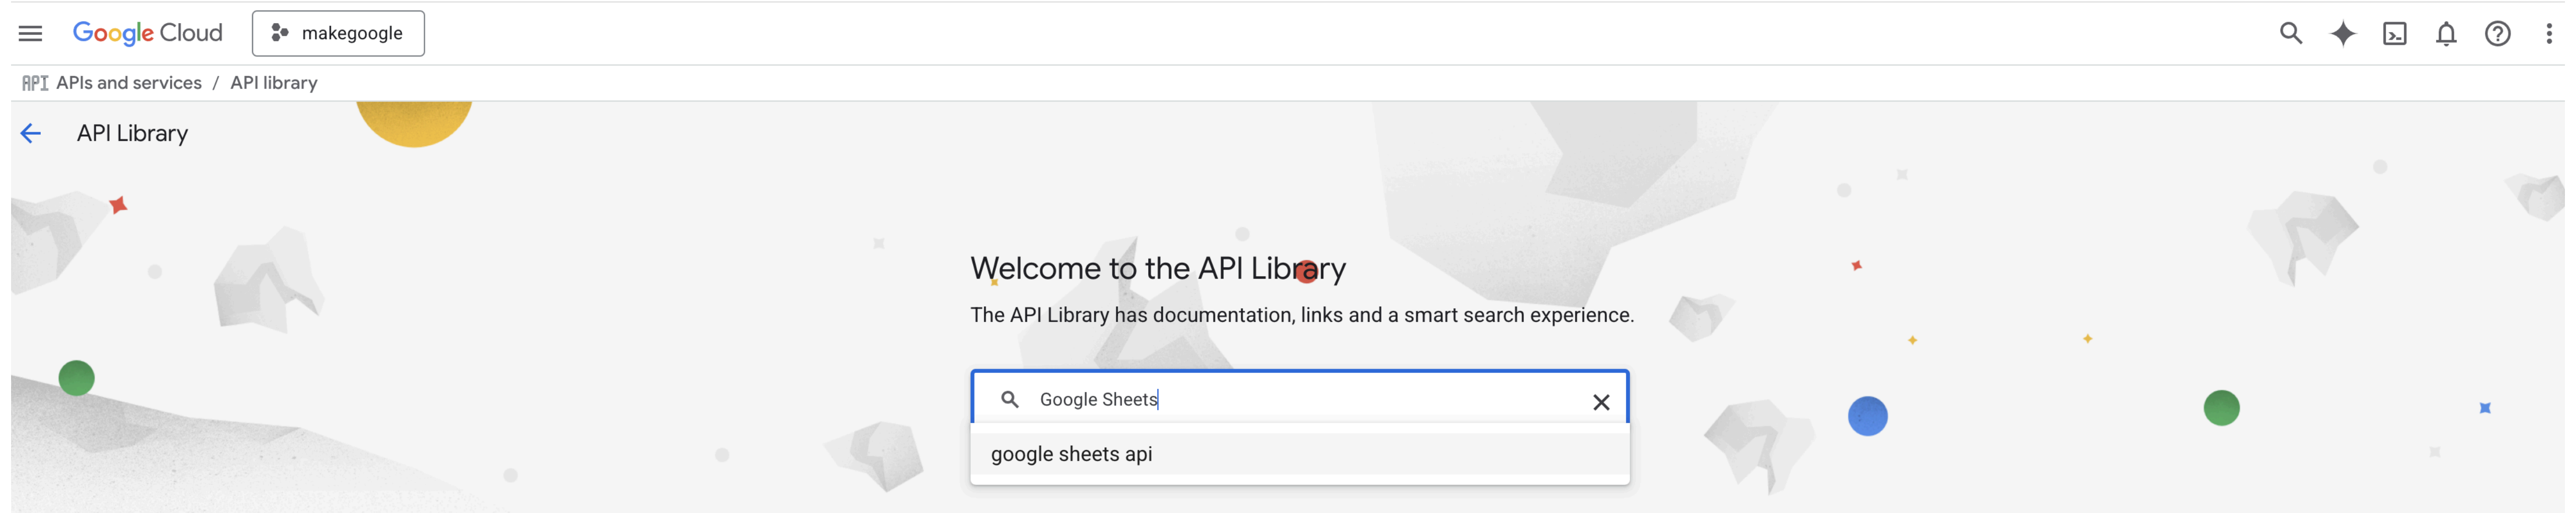 Google Cloud
makegoogle
API APIs and services / API library
API Library
Welcome to the API Library
The API Library has documentation, links and a smart search experience.
Google Sheets
google sheets api